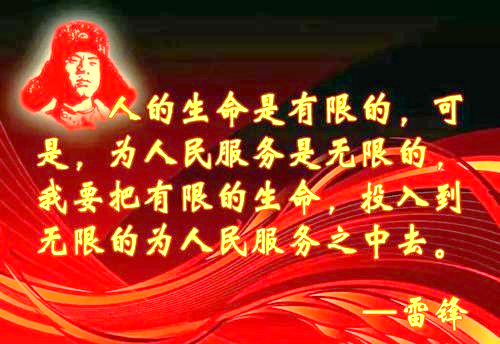 人的生命是有限的，可
是，为人民服务是无限的，
我要把有限的生命，投入到
无限的为人民服务之中去。
—雷锋